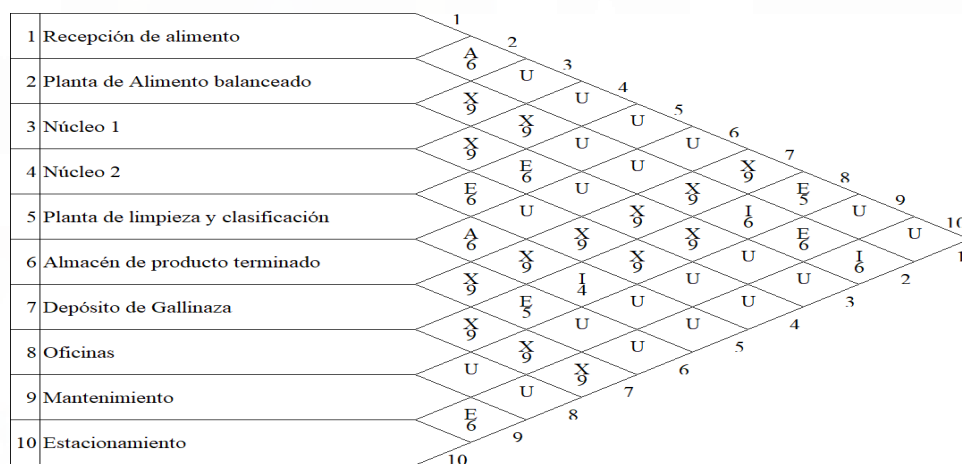 1 Recepción de alimento
2 Planta de Alimento balanceado
3 Núcleo 1
4 Núcleo 2
5 Planta de limpieza y clasificación
6 Almacén de producto terminado
7 Depósito de Gallinaza
8 Oficinas
9 Mantenimiento
10 Estacionamiento
1
2
3
4
5
6
7
8
9
10
A
6
X
9
X
9
E
6
A
6
X
9
X
9
U
E
6
U
X
9
E
6
U
X
9
E
5
X
9
U
U
U
U
X
9
I
4
U
X
9
U
U
X
9
X
9
U
U
U
X
9
X
9
U
U
X
9
I
6
U
U
E
5
E
6
U
U
I
6
U
1
2
3
4
5
6
7
8
9
10